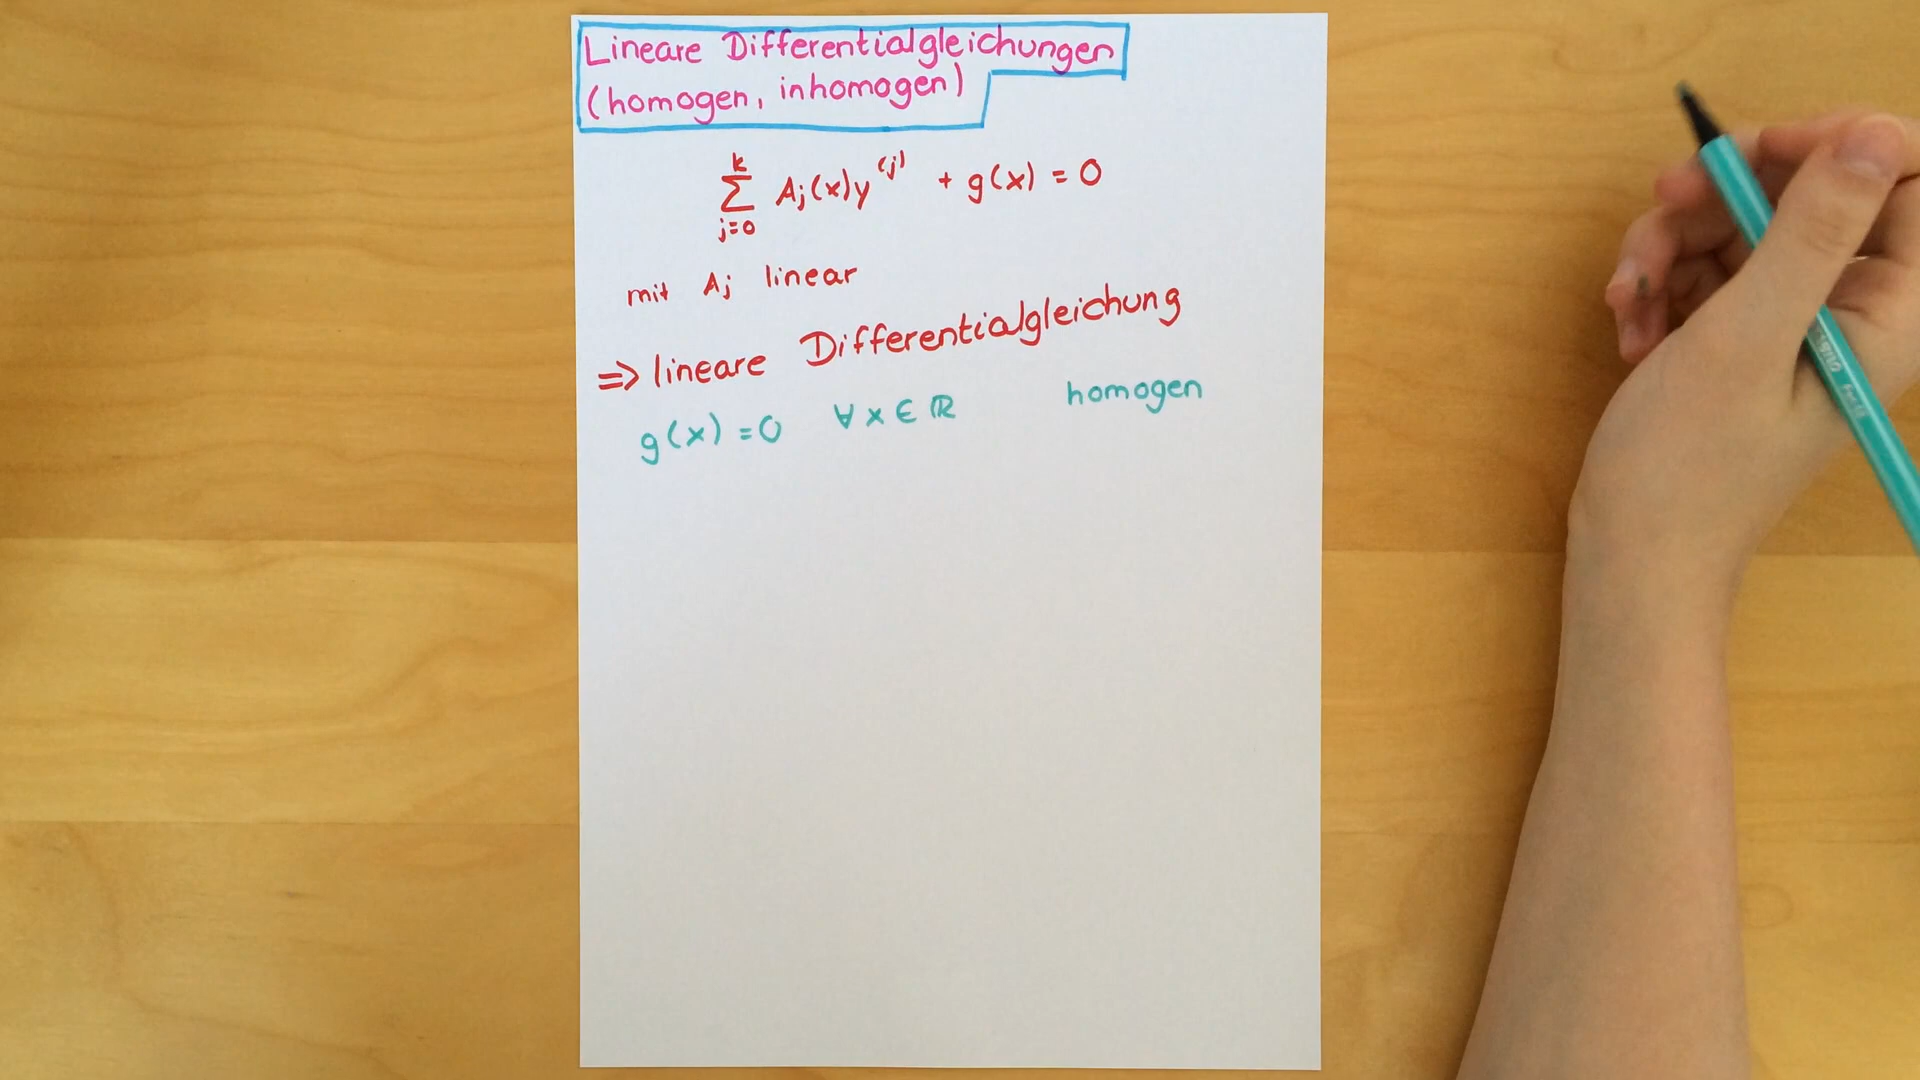 Lineare Differentialgleichungen
(homogen, inhomogen)
k
∑ Aj(x)y^(j) + g(x) = 0
j=0
mit Aj linear
⇒ lineare Differentialgleichung
g(x) = 0 ∀ x ∈ ℝ homogen